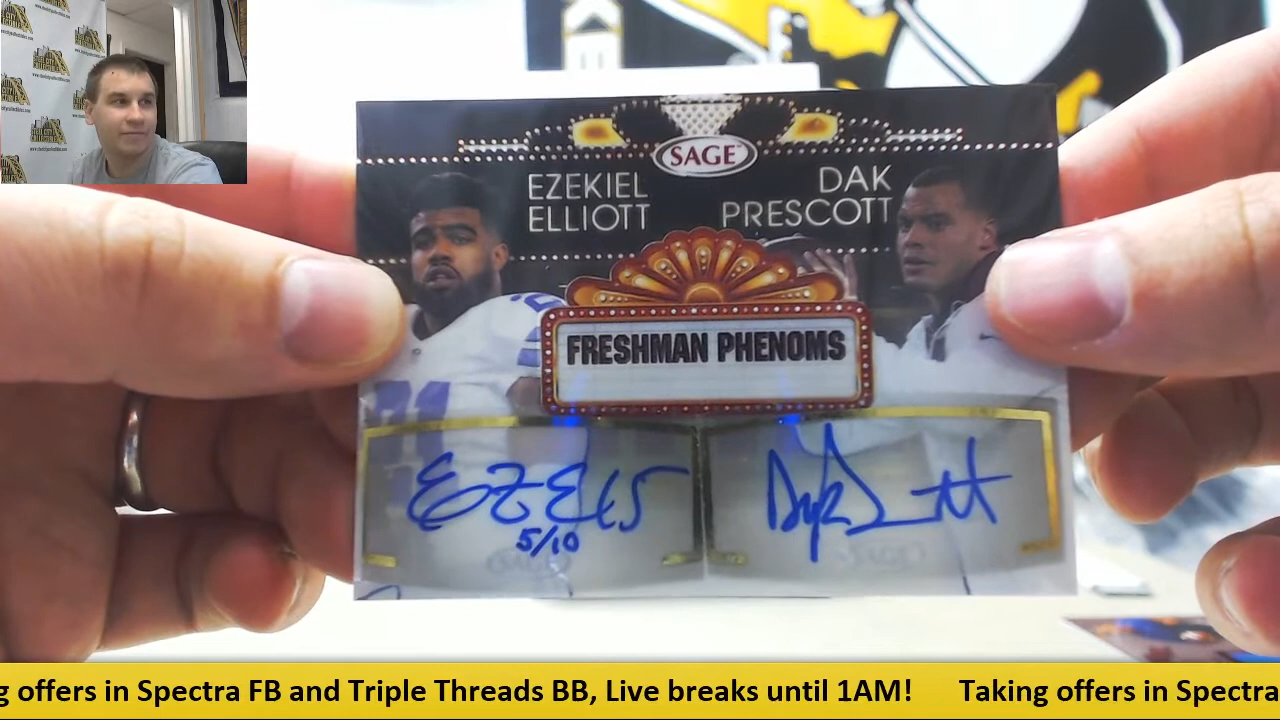 SAGE
EZEKIEL
ELLIOTT
DAK
PRESCOTT
FRESHMAN PHENOMS
5/10
g offers in Spectra FB and Triple Threads BB, Live breaks until 1AM! Taking offers in Spectra